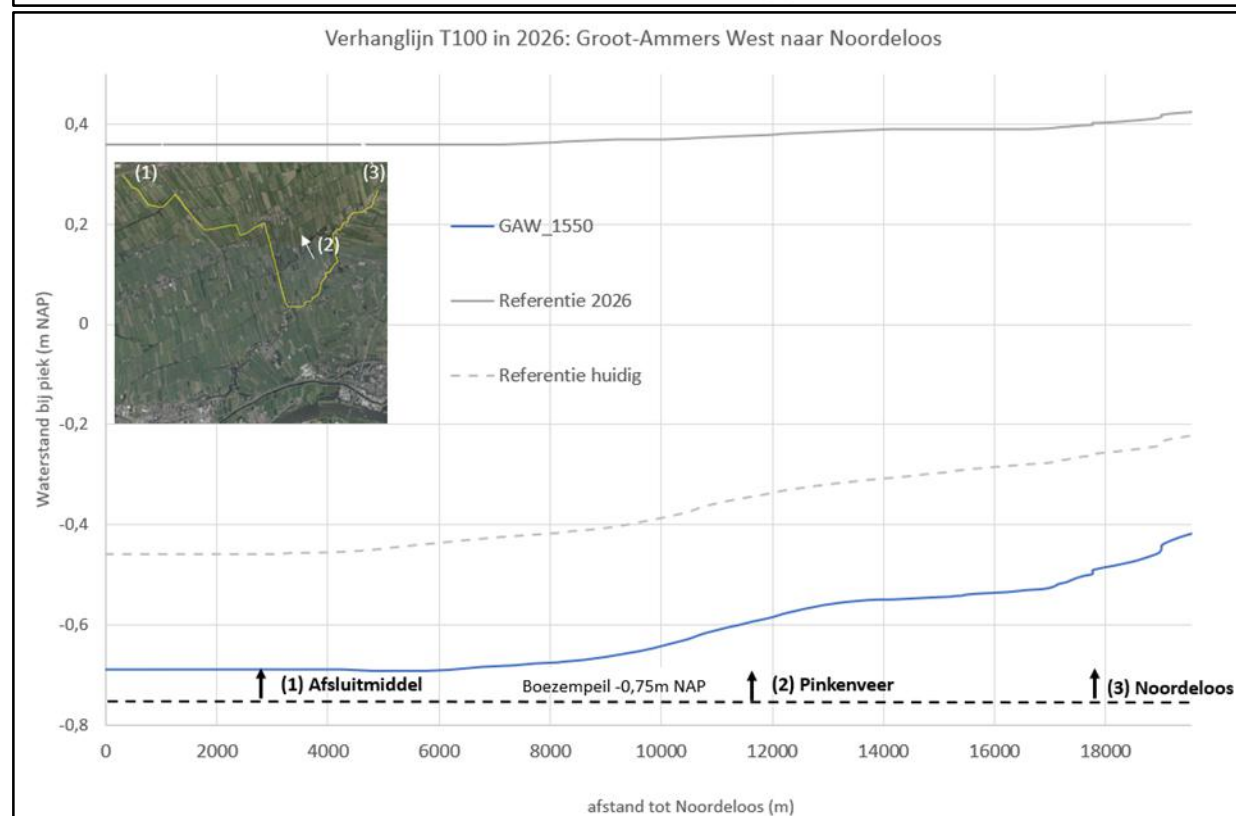 Verhanglijn T100 in 2026: Groot-Ammers West naar Noordeloos
Waterstand bij piek (m NAP)
0,4
0,2
0
-0,2
-0,4
-0,6
-0,8
(1)
(3)
(2)
GAW_1550
Referentie 2026
Referentie huidig
(1) Afsluitmiddel
Boezempeil -0,75m NAP
(2) Pinkenveer
(3) Noordeloos
0
2000
4000
6000
8000
10000
12000
14000
16000
18000
afstand tot Noordeloos (m)